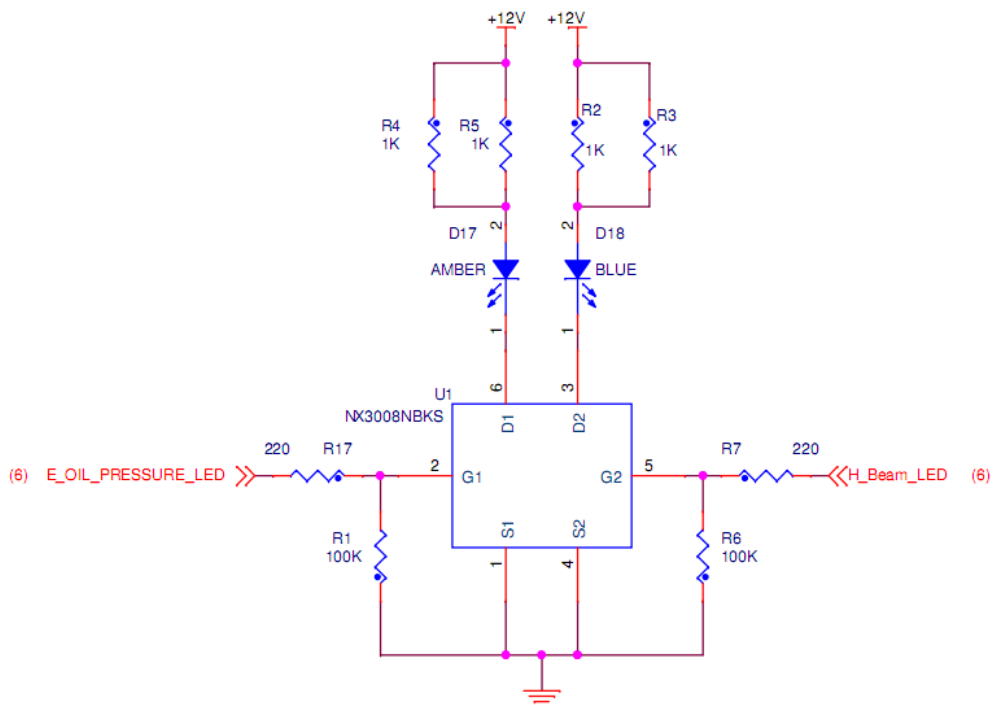 +12V +12V
R4 1K
R5 1K
R2 1K
R3 1K
2 2
D17 D18
AMBER BLUE
1 1
6 3
U1
NX3008NBKS
D1 D2
220 R17
R7 220
(6) E_OIL_PRESSURE_LED
2 G1
G2 5
H_Beam_LED (6)
S1 S2
R1 100K
R6 100K
1 4